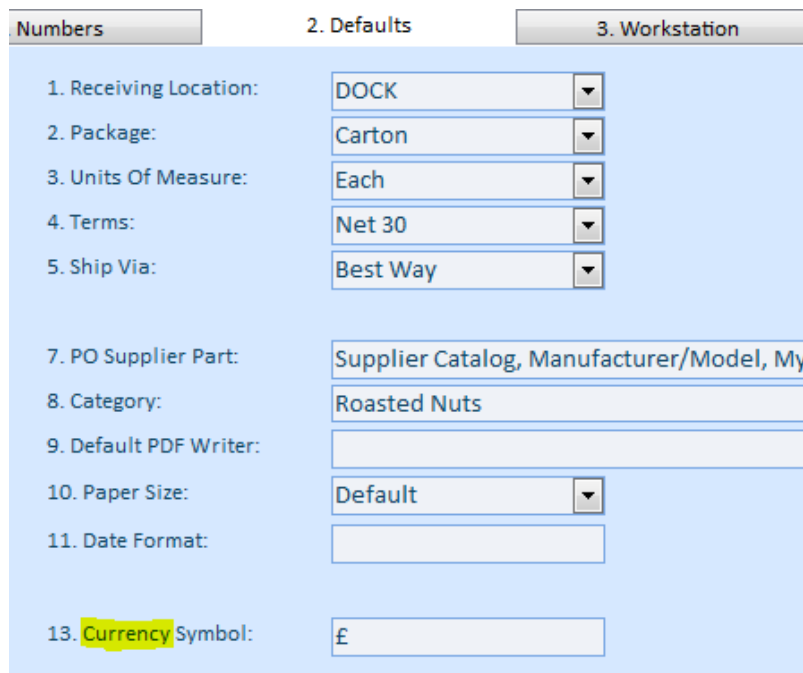 . Numbers 2. Defaults 3. Workstation
1. Receiving Location: DOCK
2. Package: Carton
3. Units Of Measure: Each
4. Terms: Net 30
5. Ship Via: Best Way
7. PO Supplier Part: Supplier Catalog, Manufacturer/Model, My
8. Category: Roasted Nuts
9. Default PDF Writer:
10. Paper Size: Default
11. Date Format:
13. Currency Symbol: £